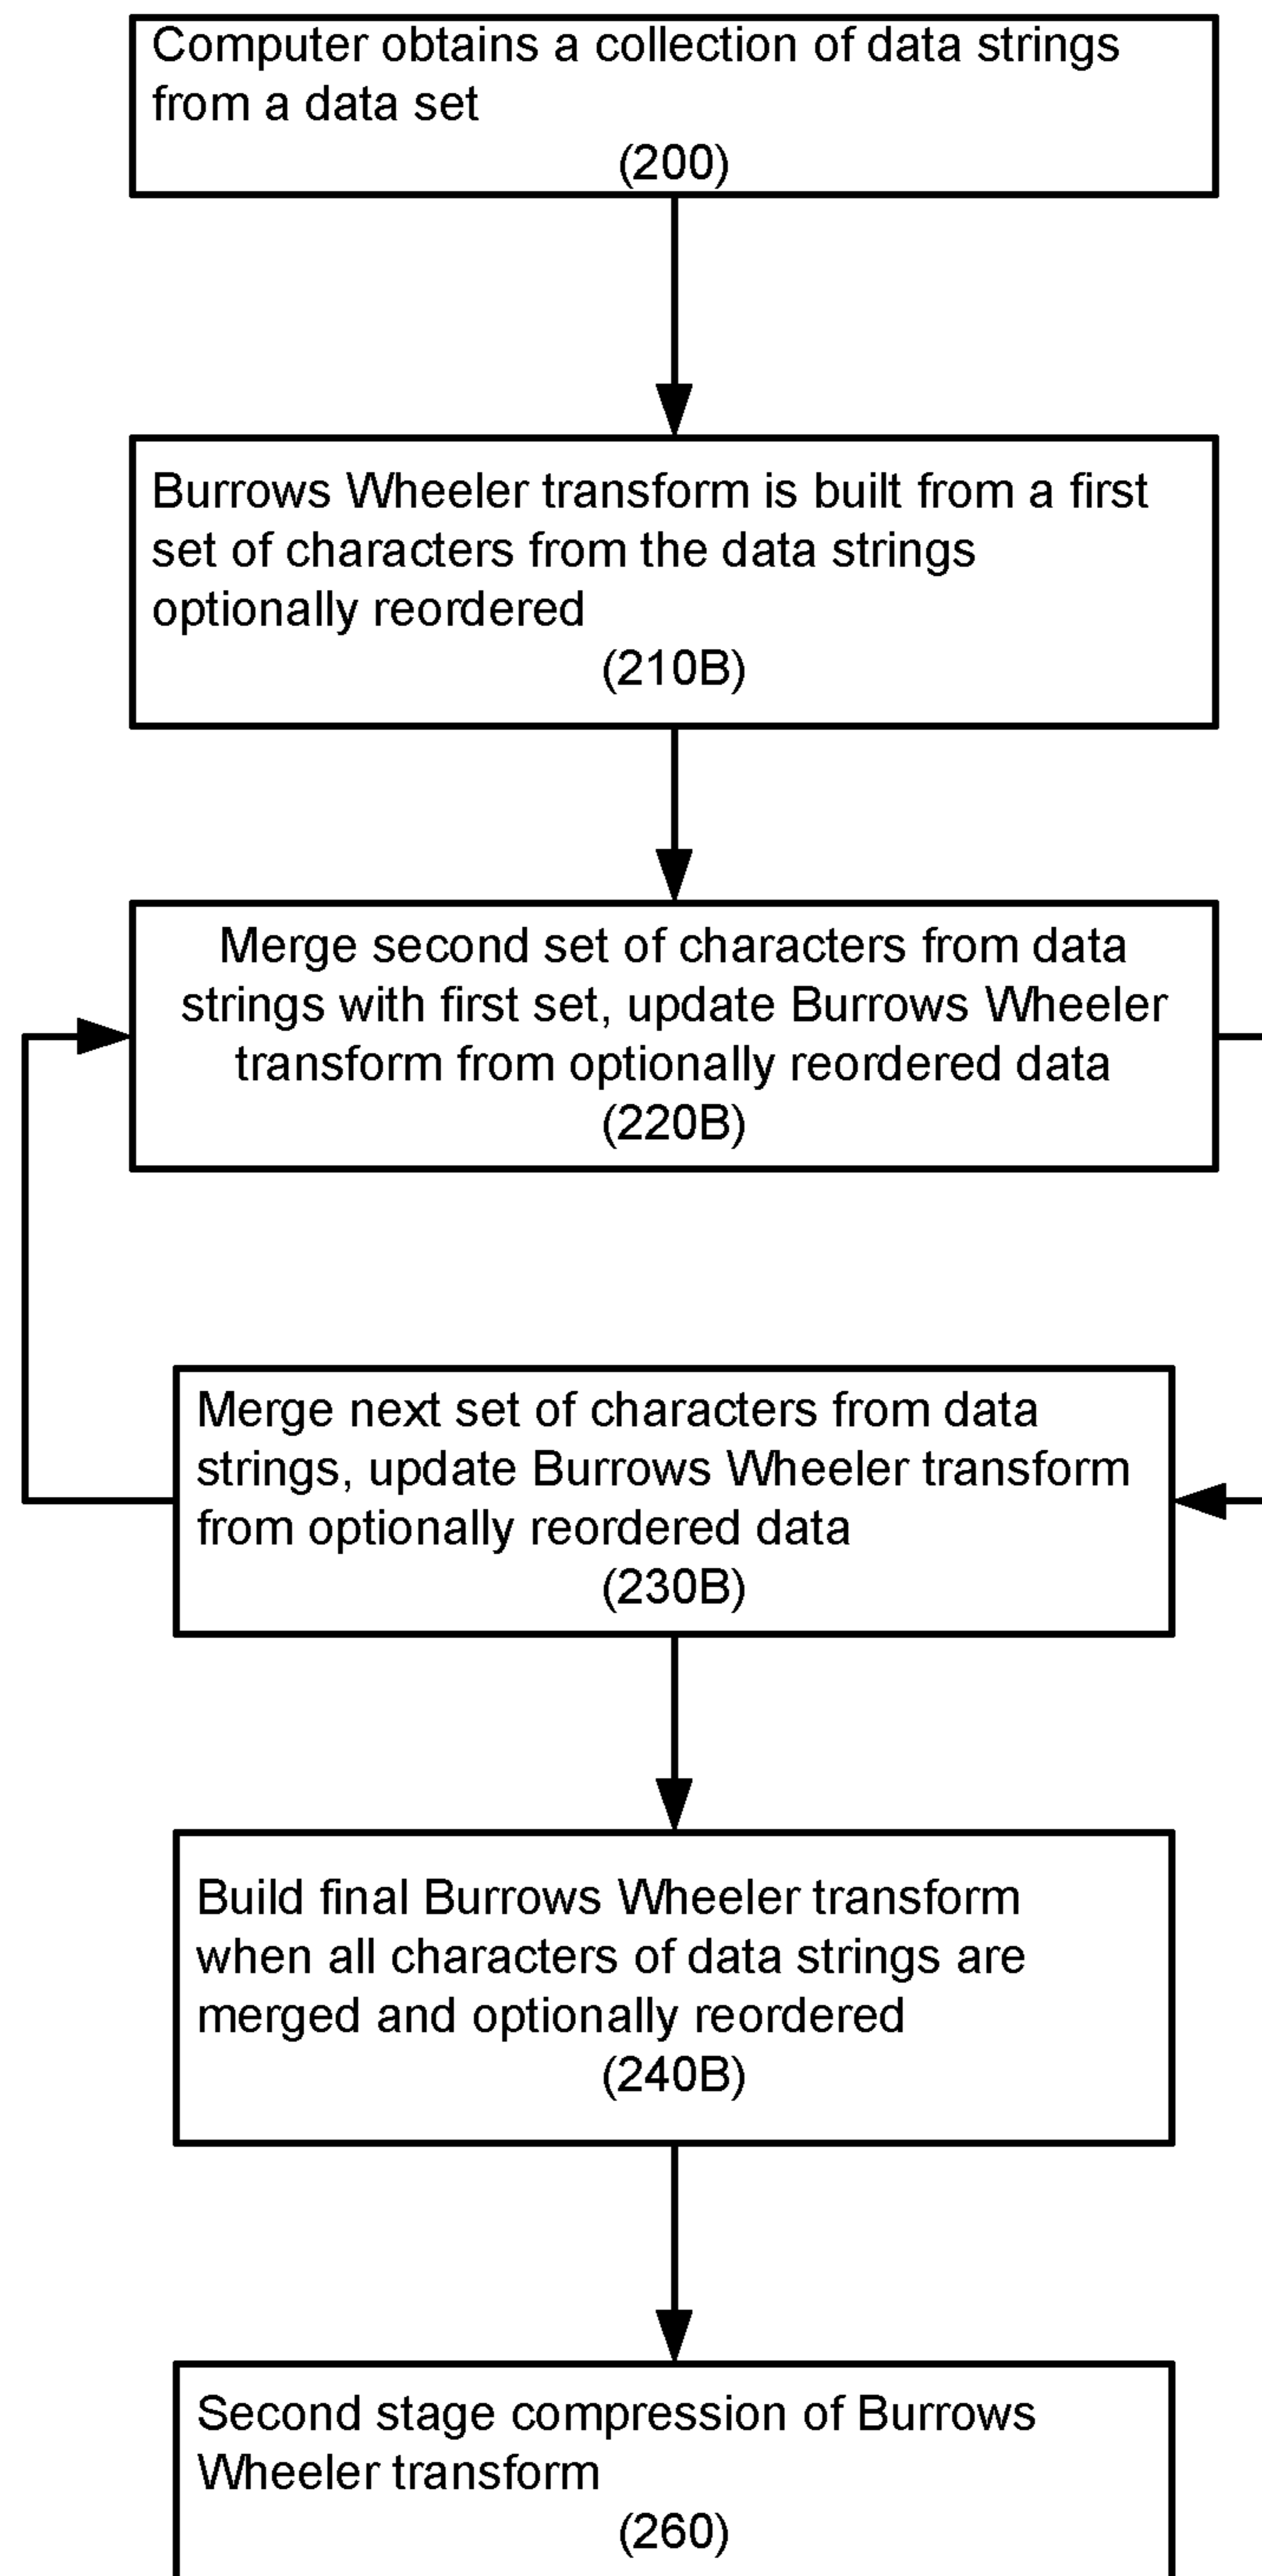 Computer obtains a collection of data strings
from a data set
(200)
Burrows Wheeler transform is built from a first
set of characters from the data strings
optionally reordered
(210B)
Merge second set of characters from data
strings with first set, update Burrows Wheeler
transform from optionally reordered data
(220B)
Merge next set of characters from data
strings, update Burrows Wheeler transform
from optionally reordered data
(230B)
Build final Burrows Wheeler transform
when all characters of data strings are
merged and optionally reordered
(240B)
Second stage compression of Burrows
Wheeler transform
(260)